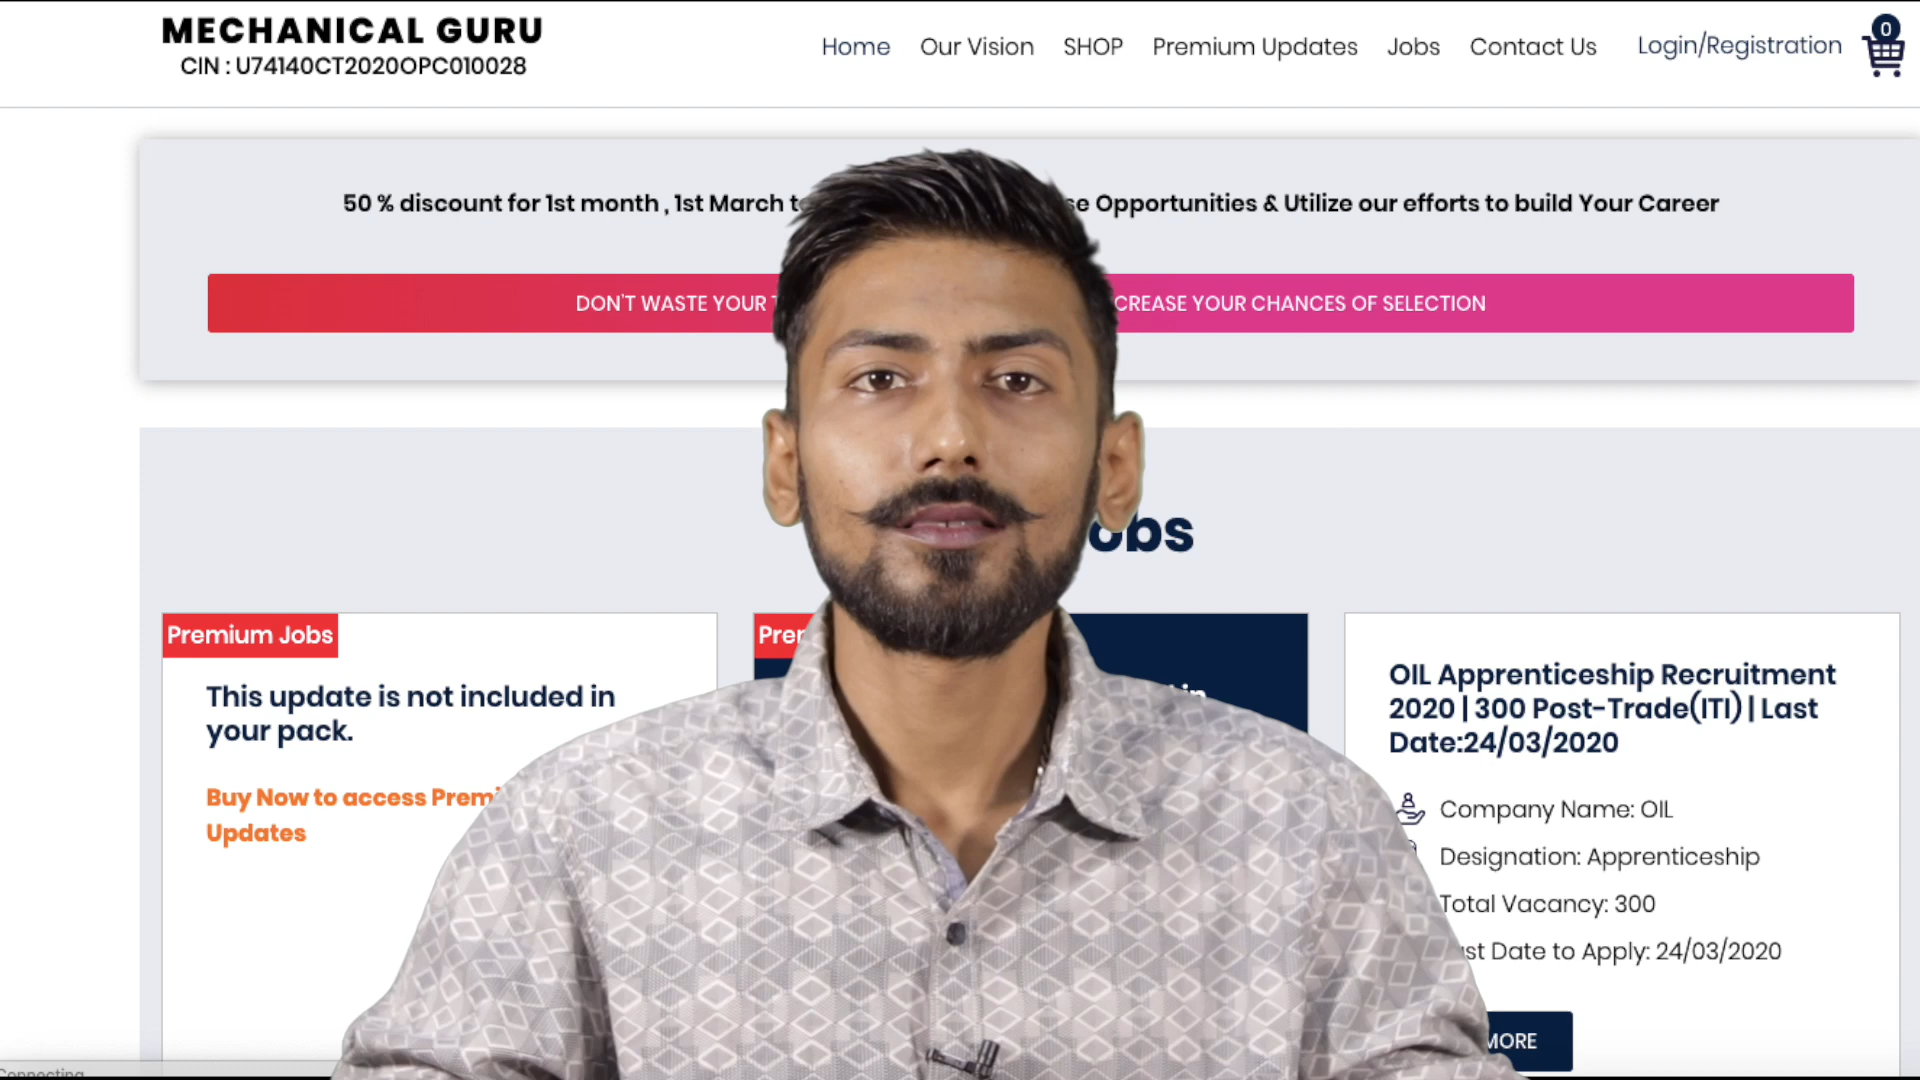 MECHANICAL GURU
CIN : U74140CT2020OPC010028
Home Our Vision SHOP Premium Updates Jobs Contact Us Login/Registration 0
50 % discount for 1st month , 1st March Opportunities & Utilize our efforts to build Your Career
DON'T WASTE YOUR YOUR CHANCES OF SELECTION
Premium Jobs
This update is not included in
your pack.
Buy Now to access
Updates
OIL Apprenticeship Recruitment
2020 | 300 Post-Trade(ITI) | Last
Date:24/03/2020
Company Name: OIL
Designation: Apprenticeship
Total Vacancy: 300
Date to Apply: 24/03/2020
MORE